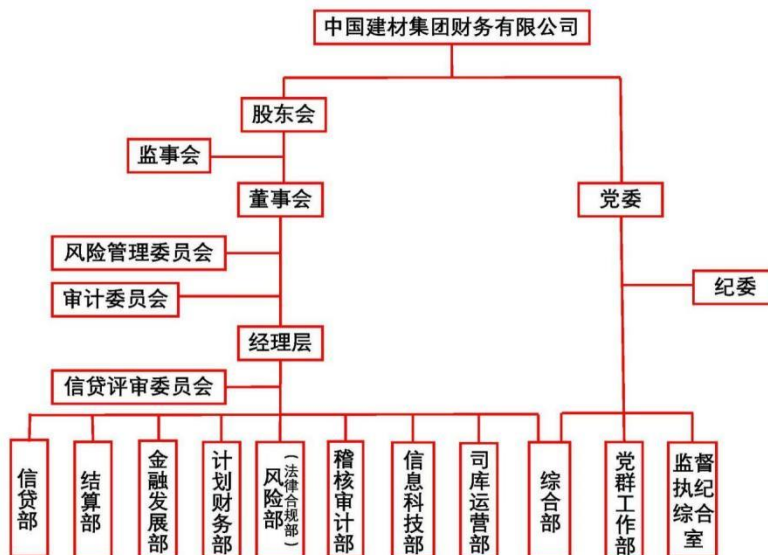 中国建材集团财务有限公司
股东会
监事会
董事会
党委
风险管理委员会
审计委员会
纪委
经理层
信贷评审委员会
信贷部
结算部
金融发展部
计划财务部
风险部
(法律合规部)
稽核审计部
信息科技部
司库运营部
综合部
党群工作部
监督
执纪
综合
室